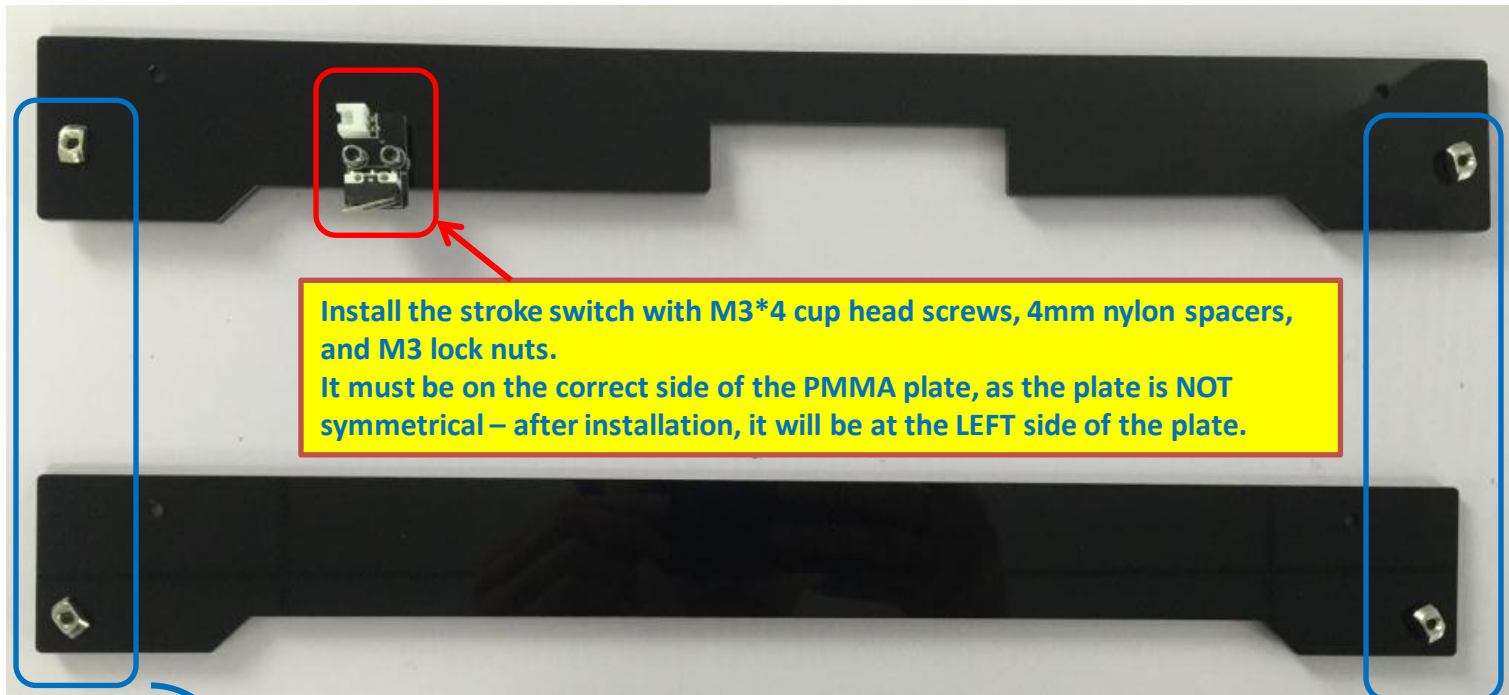 Install the stroke switch with M3*4 cup head screws, 4mm nylon spacers,
and M3 lock nuts.
It must be on the correct side of the PMMA plate, as the plate is NOT
symmetrical – after installation, it will be at the LEFT side of the plate.